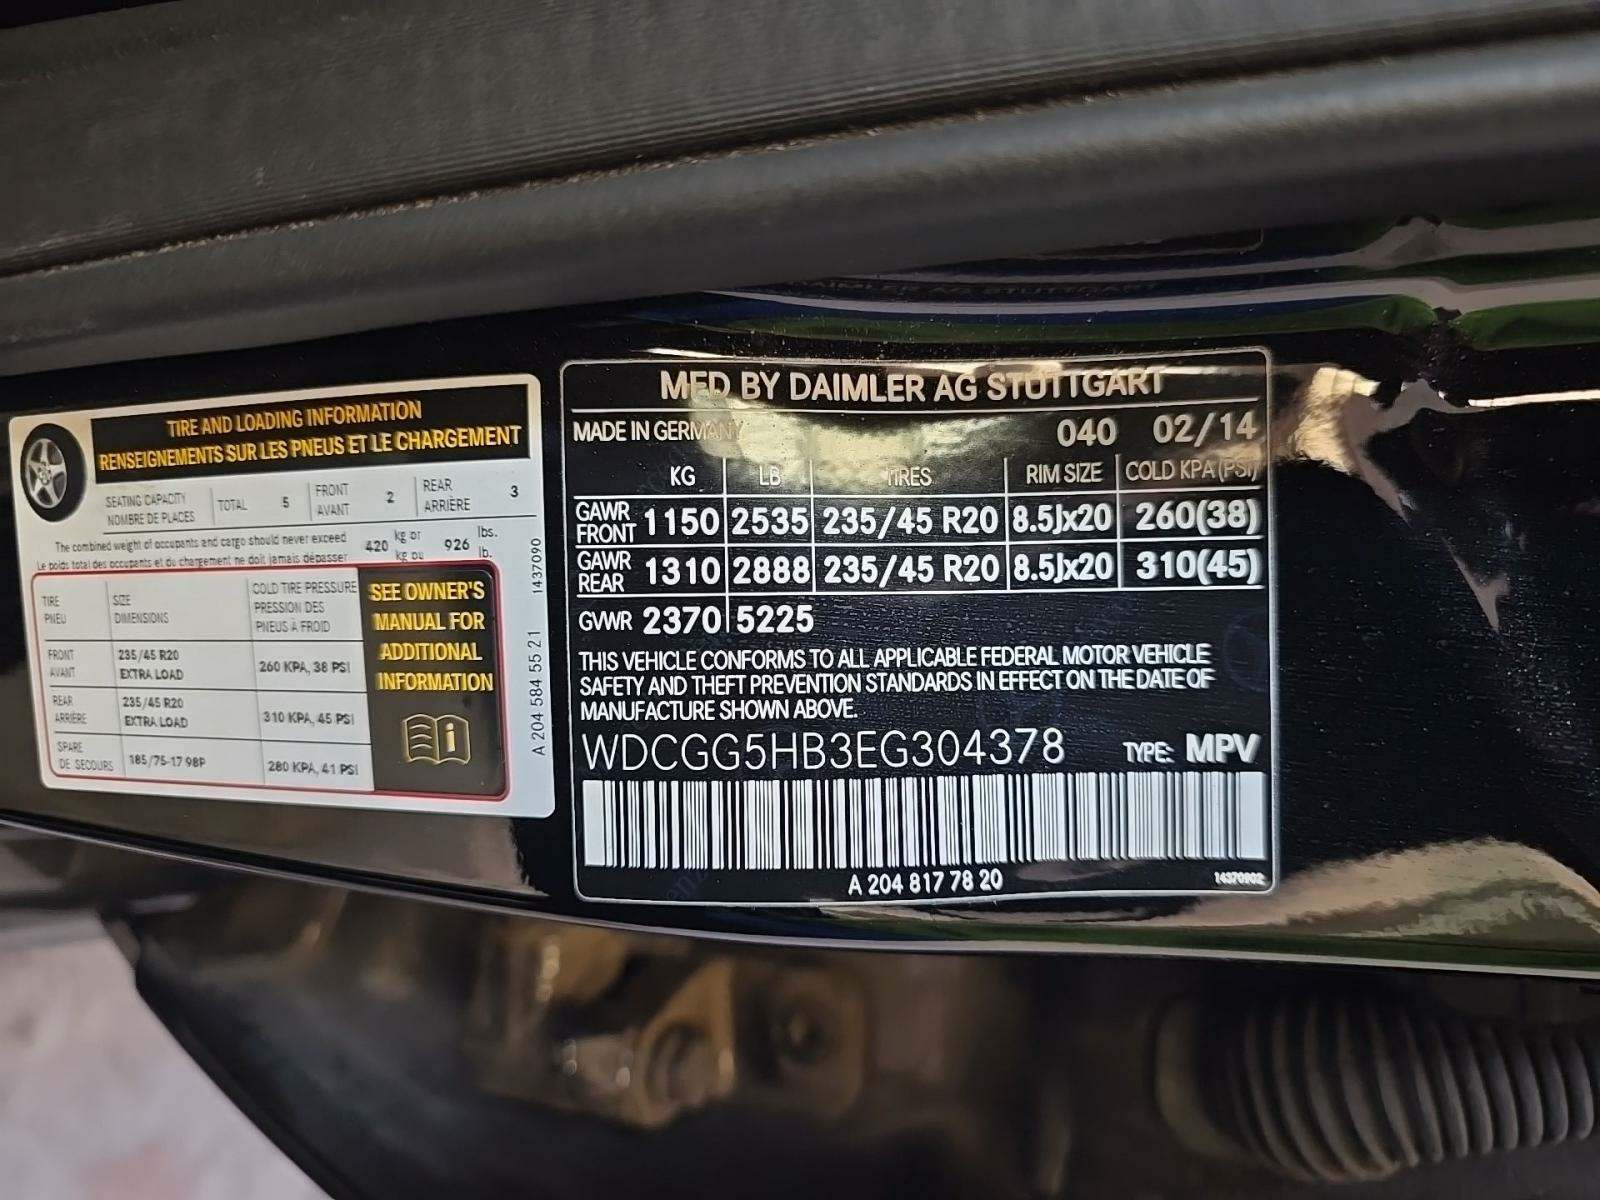 TIRE AND LOADING INFORMATION
RENSEIGNEMENTS SUR LES PNEUS ET LE CHARGEMENT
SEATING CAPACITY
NOMBRE DE PLACES
TOTAL 5
FRONT
AVANT
2
REAR
ARRIÈRE
3
The combined weight of occupants and cargo should never exceed
Le poids total des occupants et du chargement ne doit jamais dépasser
420 kg or
kg ou
926 lbs.
lb.
TIRE
PNEU
SIZE
DIMENSIONS
COLD TIRE PRESSURE
PRESSION DES
PNEUS A FROID
FRONT
AVANT
235/45 R20
EXTRA LOAD
260 KPA, 38 PSI
REAR
ARRIÈRE
235/45 R20
EXTRA LOAD
310 KPA, 45 PSI
SPARE
DE SECOURS
185/75-17 98P
280 KPA, 41 PSI
SEE OWNER'S
MANUAL FOR
ADDITIONAL
INFORMATION
A 204 584 55 21 1437090
MFD BY DAIMLER AG STUTTGART
MADE IN GERMANY 040 02/14
KG LB TIRES RIM SIZE COLD KPA(PSI)
GAWR
FRONT 1150 2535 235/45 R20 8.5Jx20 260(38)
GAWR
REAR 1310 2888 235/45 R20 8.5Jx20 310(45)
GVWR 2370 5225
THIS VEHICLE CONFORMS TO ALL APPLICABLE FEDERAL MOTOR VEHICLE
SAFETY AND THEFT PREVENTION STANDARDS IN EFFECT ON THE DATE OF
MANUFACTURE SHOWN ABOVE.
WDCGG5HB3EG304378 TYPE: MPV
A 204 817 78 20 14370902